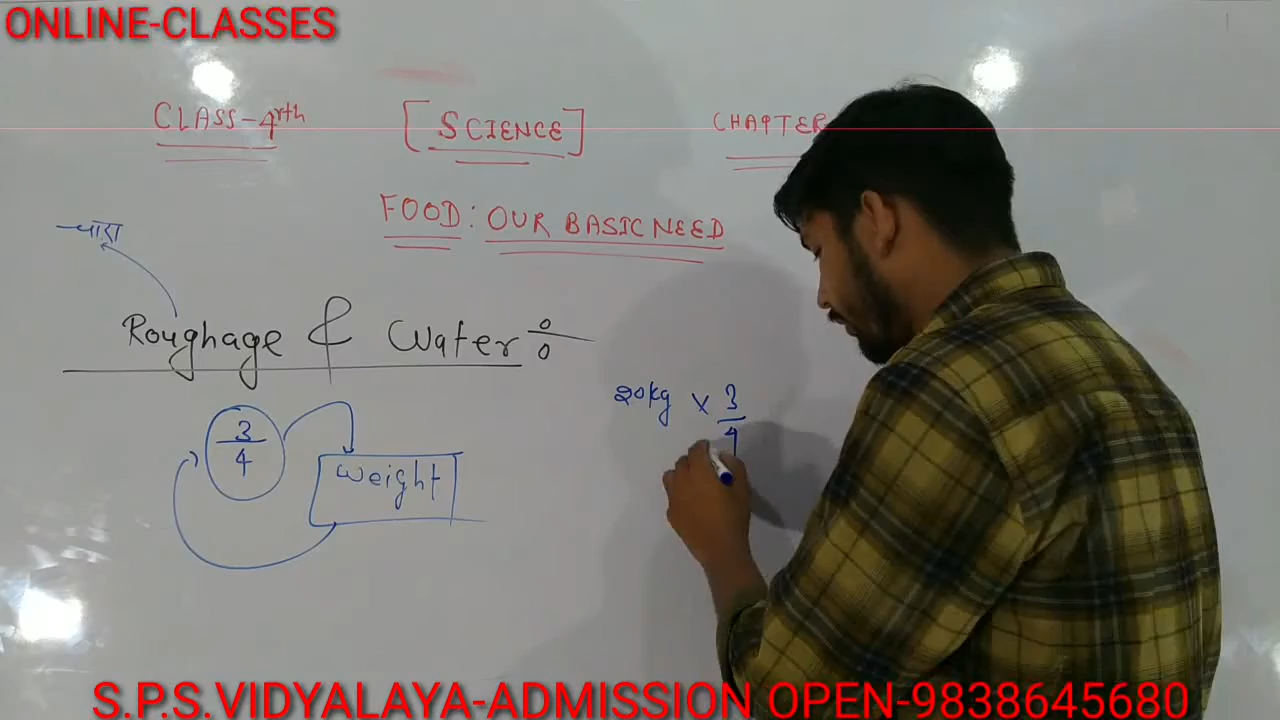 ONLINE-CLASSES
CLASS-4rth [SCIENCE] CHAPTER
FOOD: OUR BASIC NEED
चारा
Roughage & Water÷
20kg × 3/4
3/4
Weight
S.P.S.VIDYALAYA-ADMISSION OPEN-9838645680